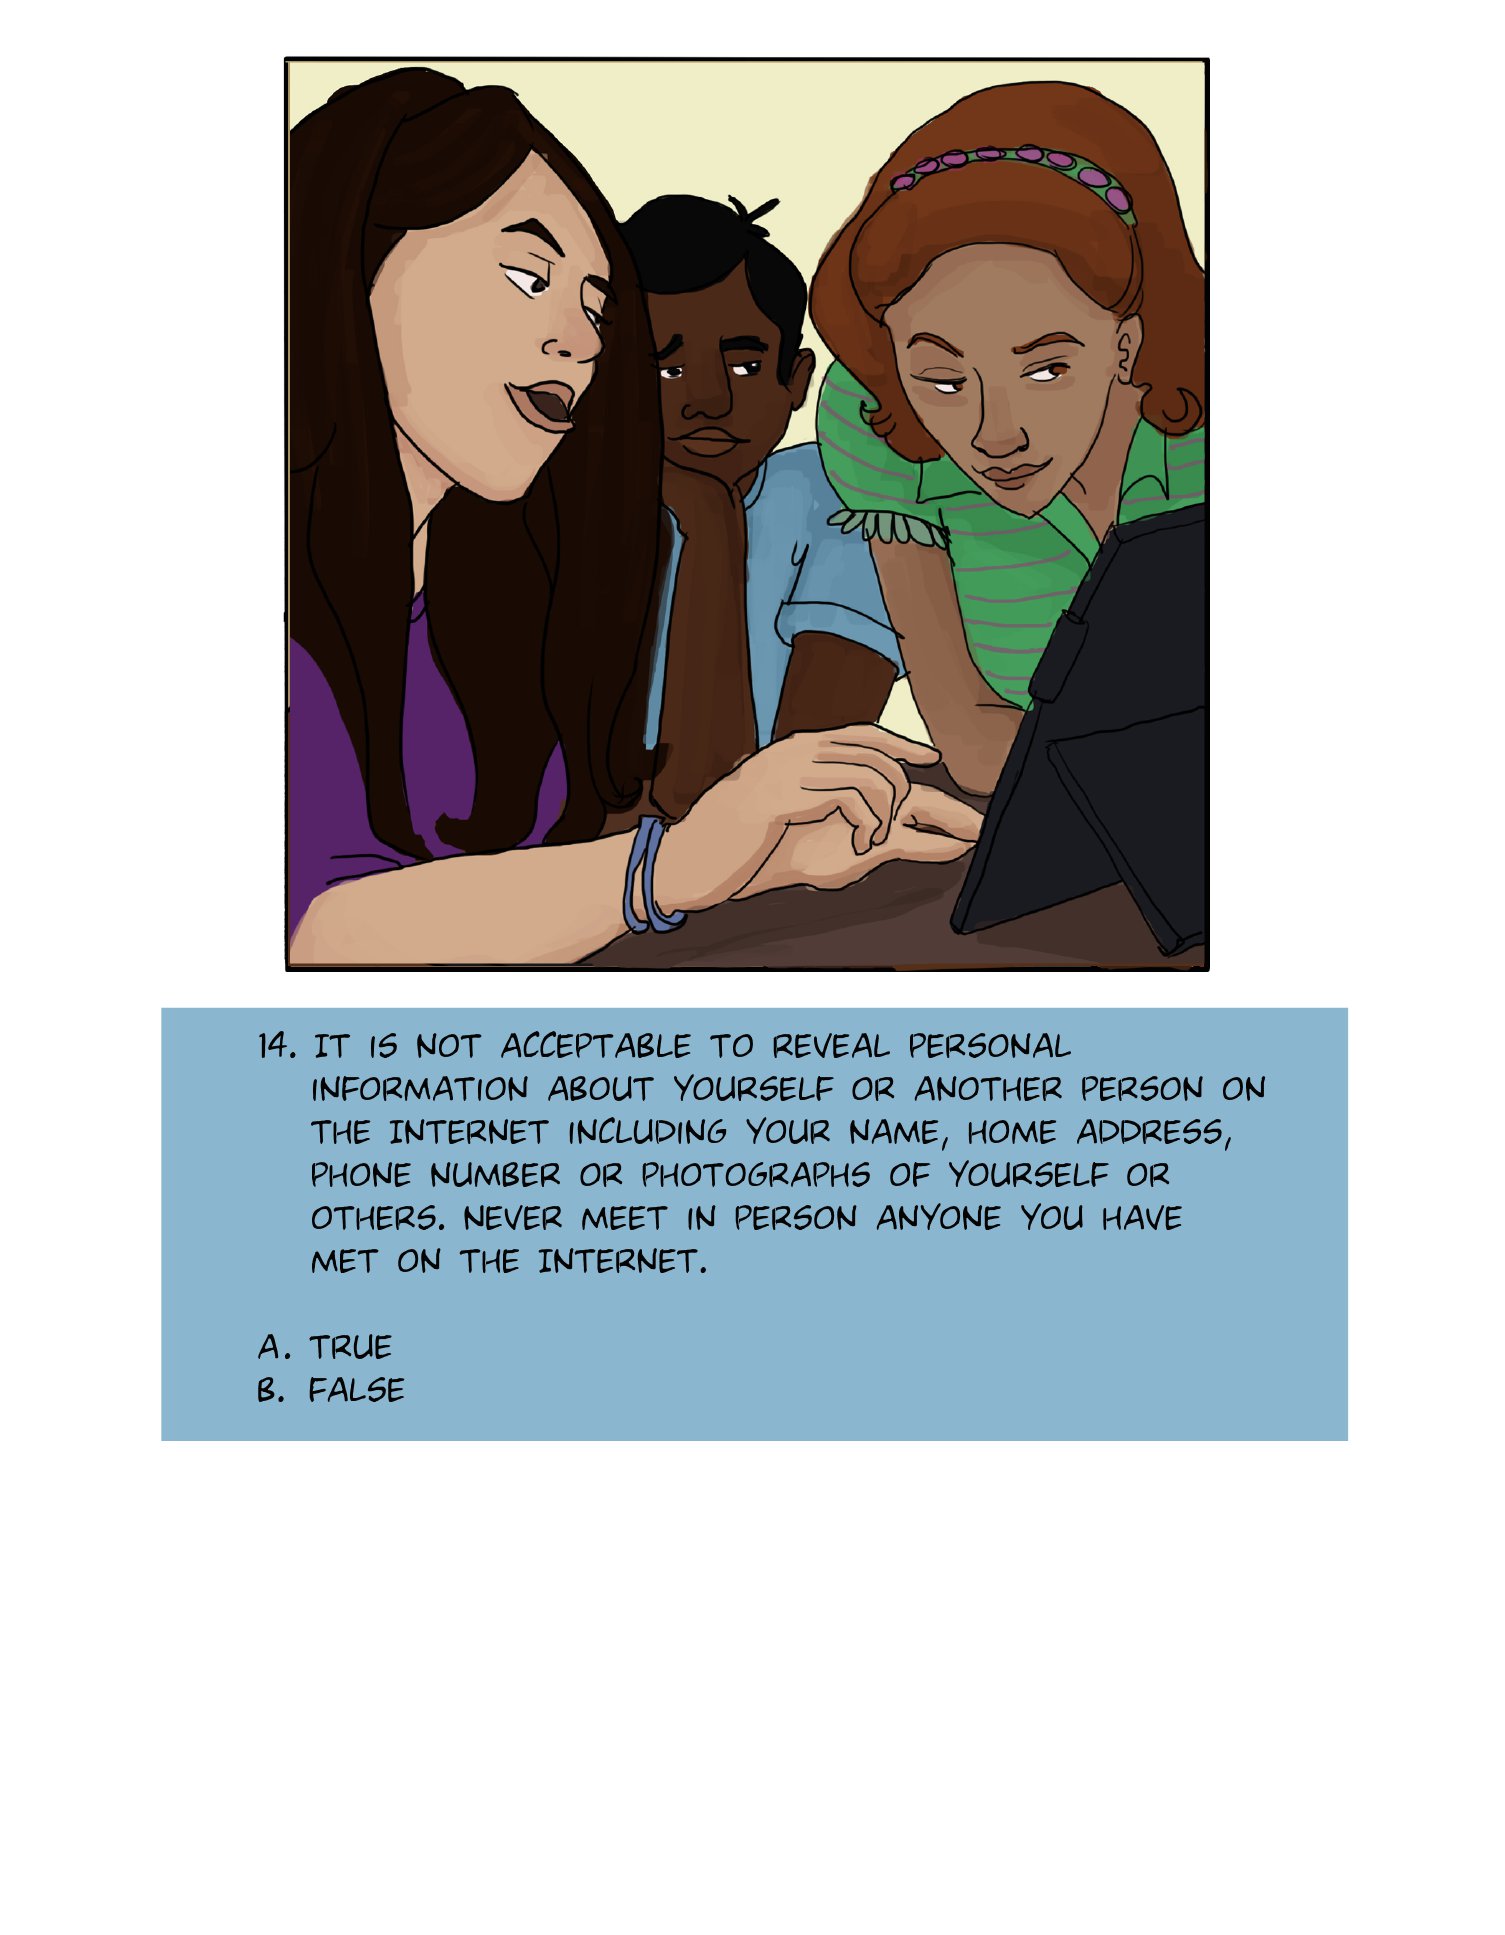 14. IT IS NOT ACCEPTABLE TO REVEAL PERSONAL
INFORMATION ABOUT YOURSELF OR ANOTHER PERSON ON
THE INTERNET INCLUDING YOUR NAME, HOME ADDRESS,
PHONE NUMBER OR PHOTOGRAPHS OF YOURSELF OR
OTHERS. NEVER MEET IN PERSON ANYONE YOU HAVE
MET ON THE INTERNET.
A. TRUE
B. FALSE